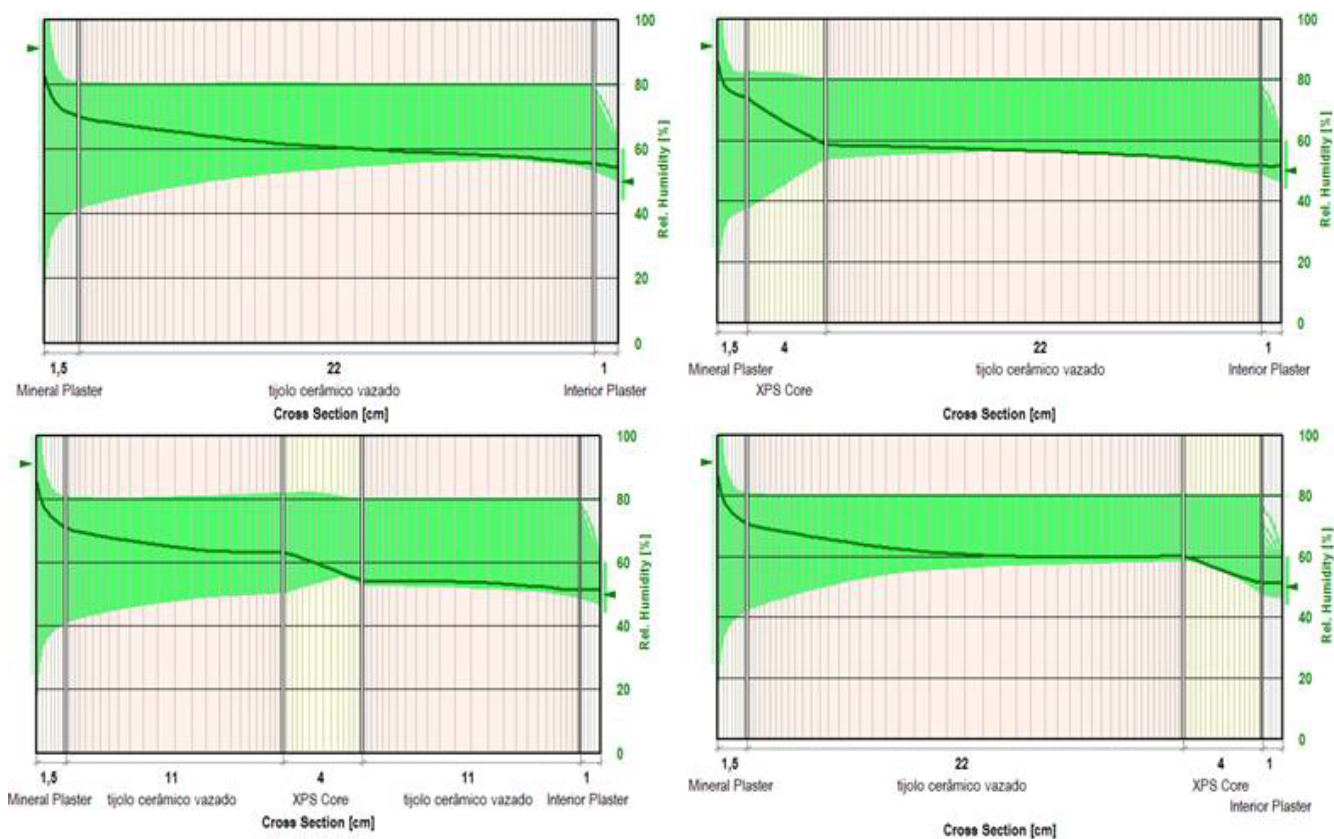 100
80
60
40
20
0
Rel. Humidity [%]
1,5 22 1
Mineral Plaster tijolo cerâmico vazado Interior Plaster
Cross Section [cm]
100
80
60
40
20
0
Rel. Humidity [%]
1,5 4 22 1
Mineral Plaster tijolo cerâmico vazado Interior Plaster
XPS Core
Cross Section [cm]
100
80
60
40
20
0
Rel. Humidity [%]
1,5 11 4 11 1
Mineral Plaster tijolo cerâmico vazado XPS Core tijolo cerâmico vazado Interior Plaster
Cross Section [cm]
100
80
60
40
20
0
Rel. Humidity [%]
1,5 22 4 1
Mineral Plaster tijolo cerâmico vazado XPS Core
Interior Plaster
Cross Section [cm]